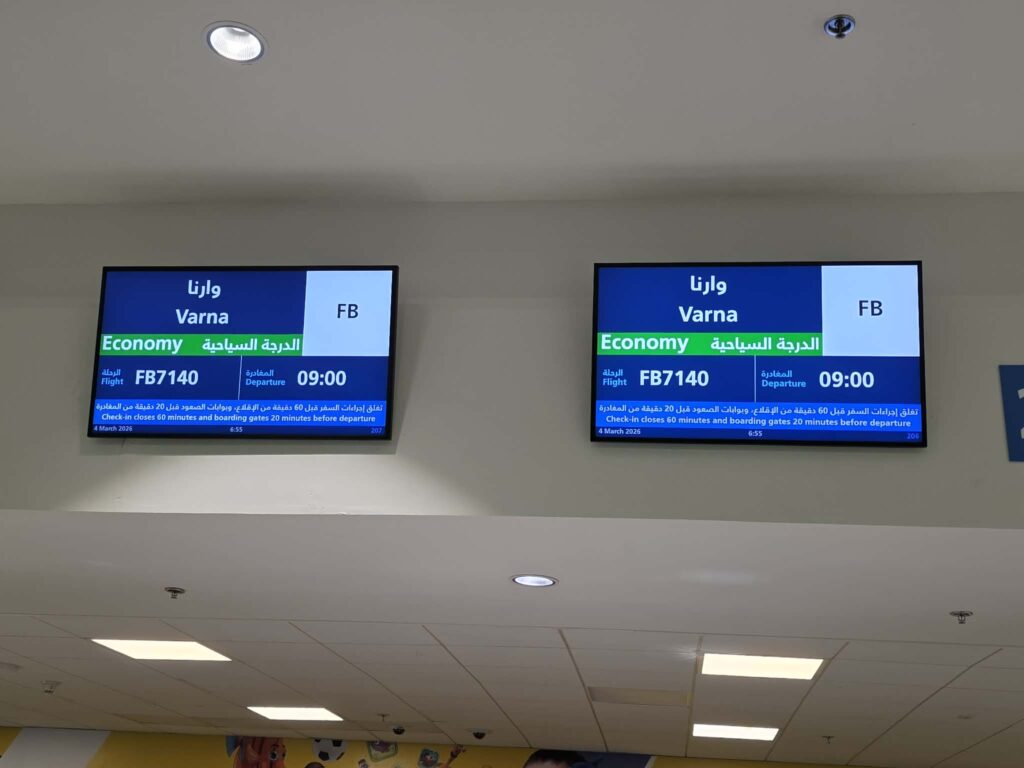 وارنا
Varna
FB
Economy الدرجة السياحية
الرحلة
Flight
FB7140
المغادرة
Departure
09:00
تغلق إجراءات السفر قبل 60 دقيقة من الإقلاع، وبوابات الصعود قبل 20 دقيقة من المغادرة
Check-in closes 60 minutes and boarding gates 20 minutes before departure
4 March 2026 6:55 207
وارنا
Varna
FB
Economy الدرجة السياحية
الرحلة
Flight
FB7140
المغادرة
Departure
09:00
تغلق إجراءات السفر قبل 60 دقيقة من الإقلاع، وبوابات الصعود قبل 20 دقيقة من المغادرة
Check-in closes 60 minutes and boarding gates 20 minutes before departure
4 March 2026 6:55 206